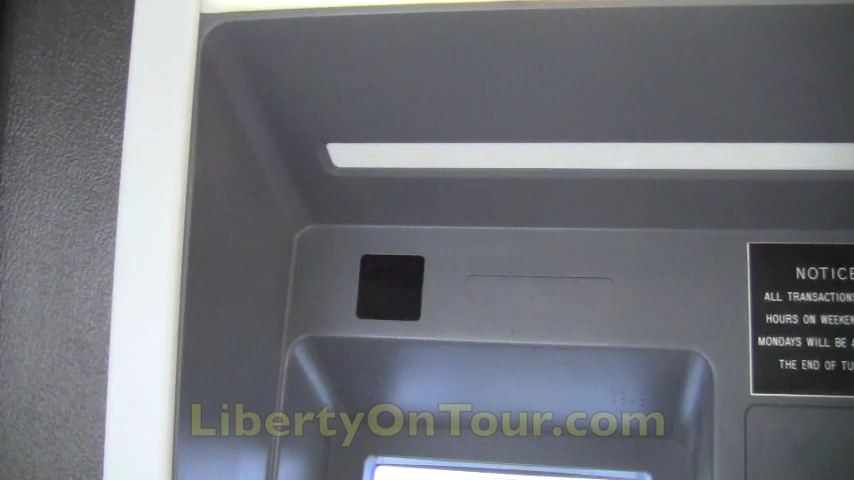 NOTICE
ALL TRANSACTIONS
HOURS ON WEEKEN
MONDAYS WILL BE A
THE END OF TU
LibertyOnTour.com